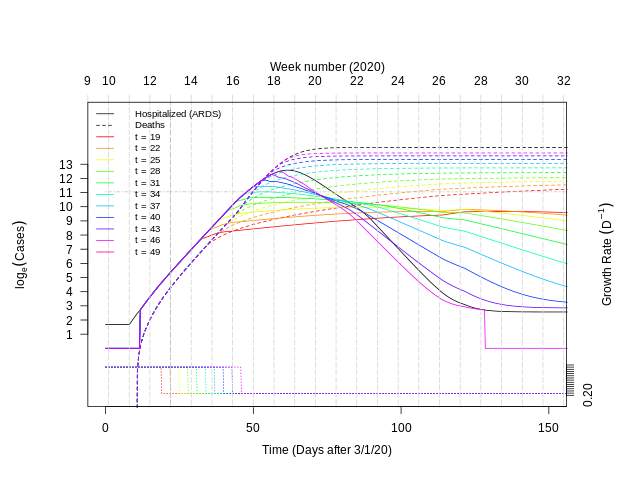 Week number (2020)
9 10 12 14 16 18 20 22 24 26 28 30 32
Hospitalized (ARDS)
Deaths
t = 19
t = 22
t = 25
t = 28
t = 31
t = 34
t = 37
t = 40
t = 43
t = 46
t = 49
13
12
11
10
9
8
7
6
5
4
3
2
1
logₑ(Cases)
Growth Rate (D⁻¹)
0.20
0 50 100 150
Time (Days after 3/1/20)